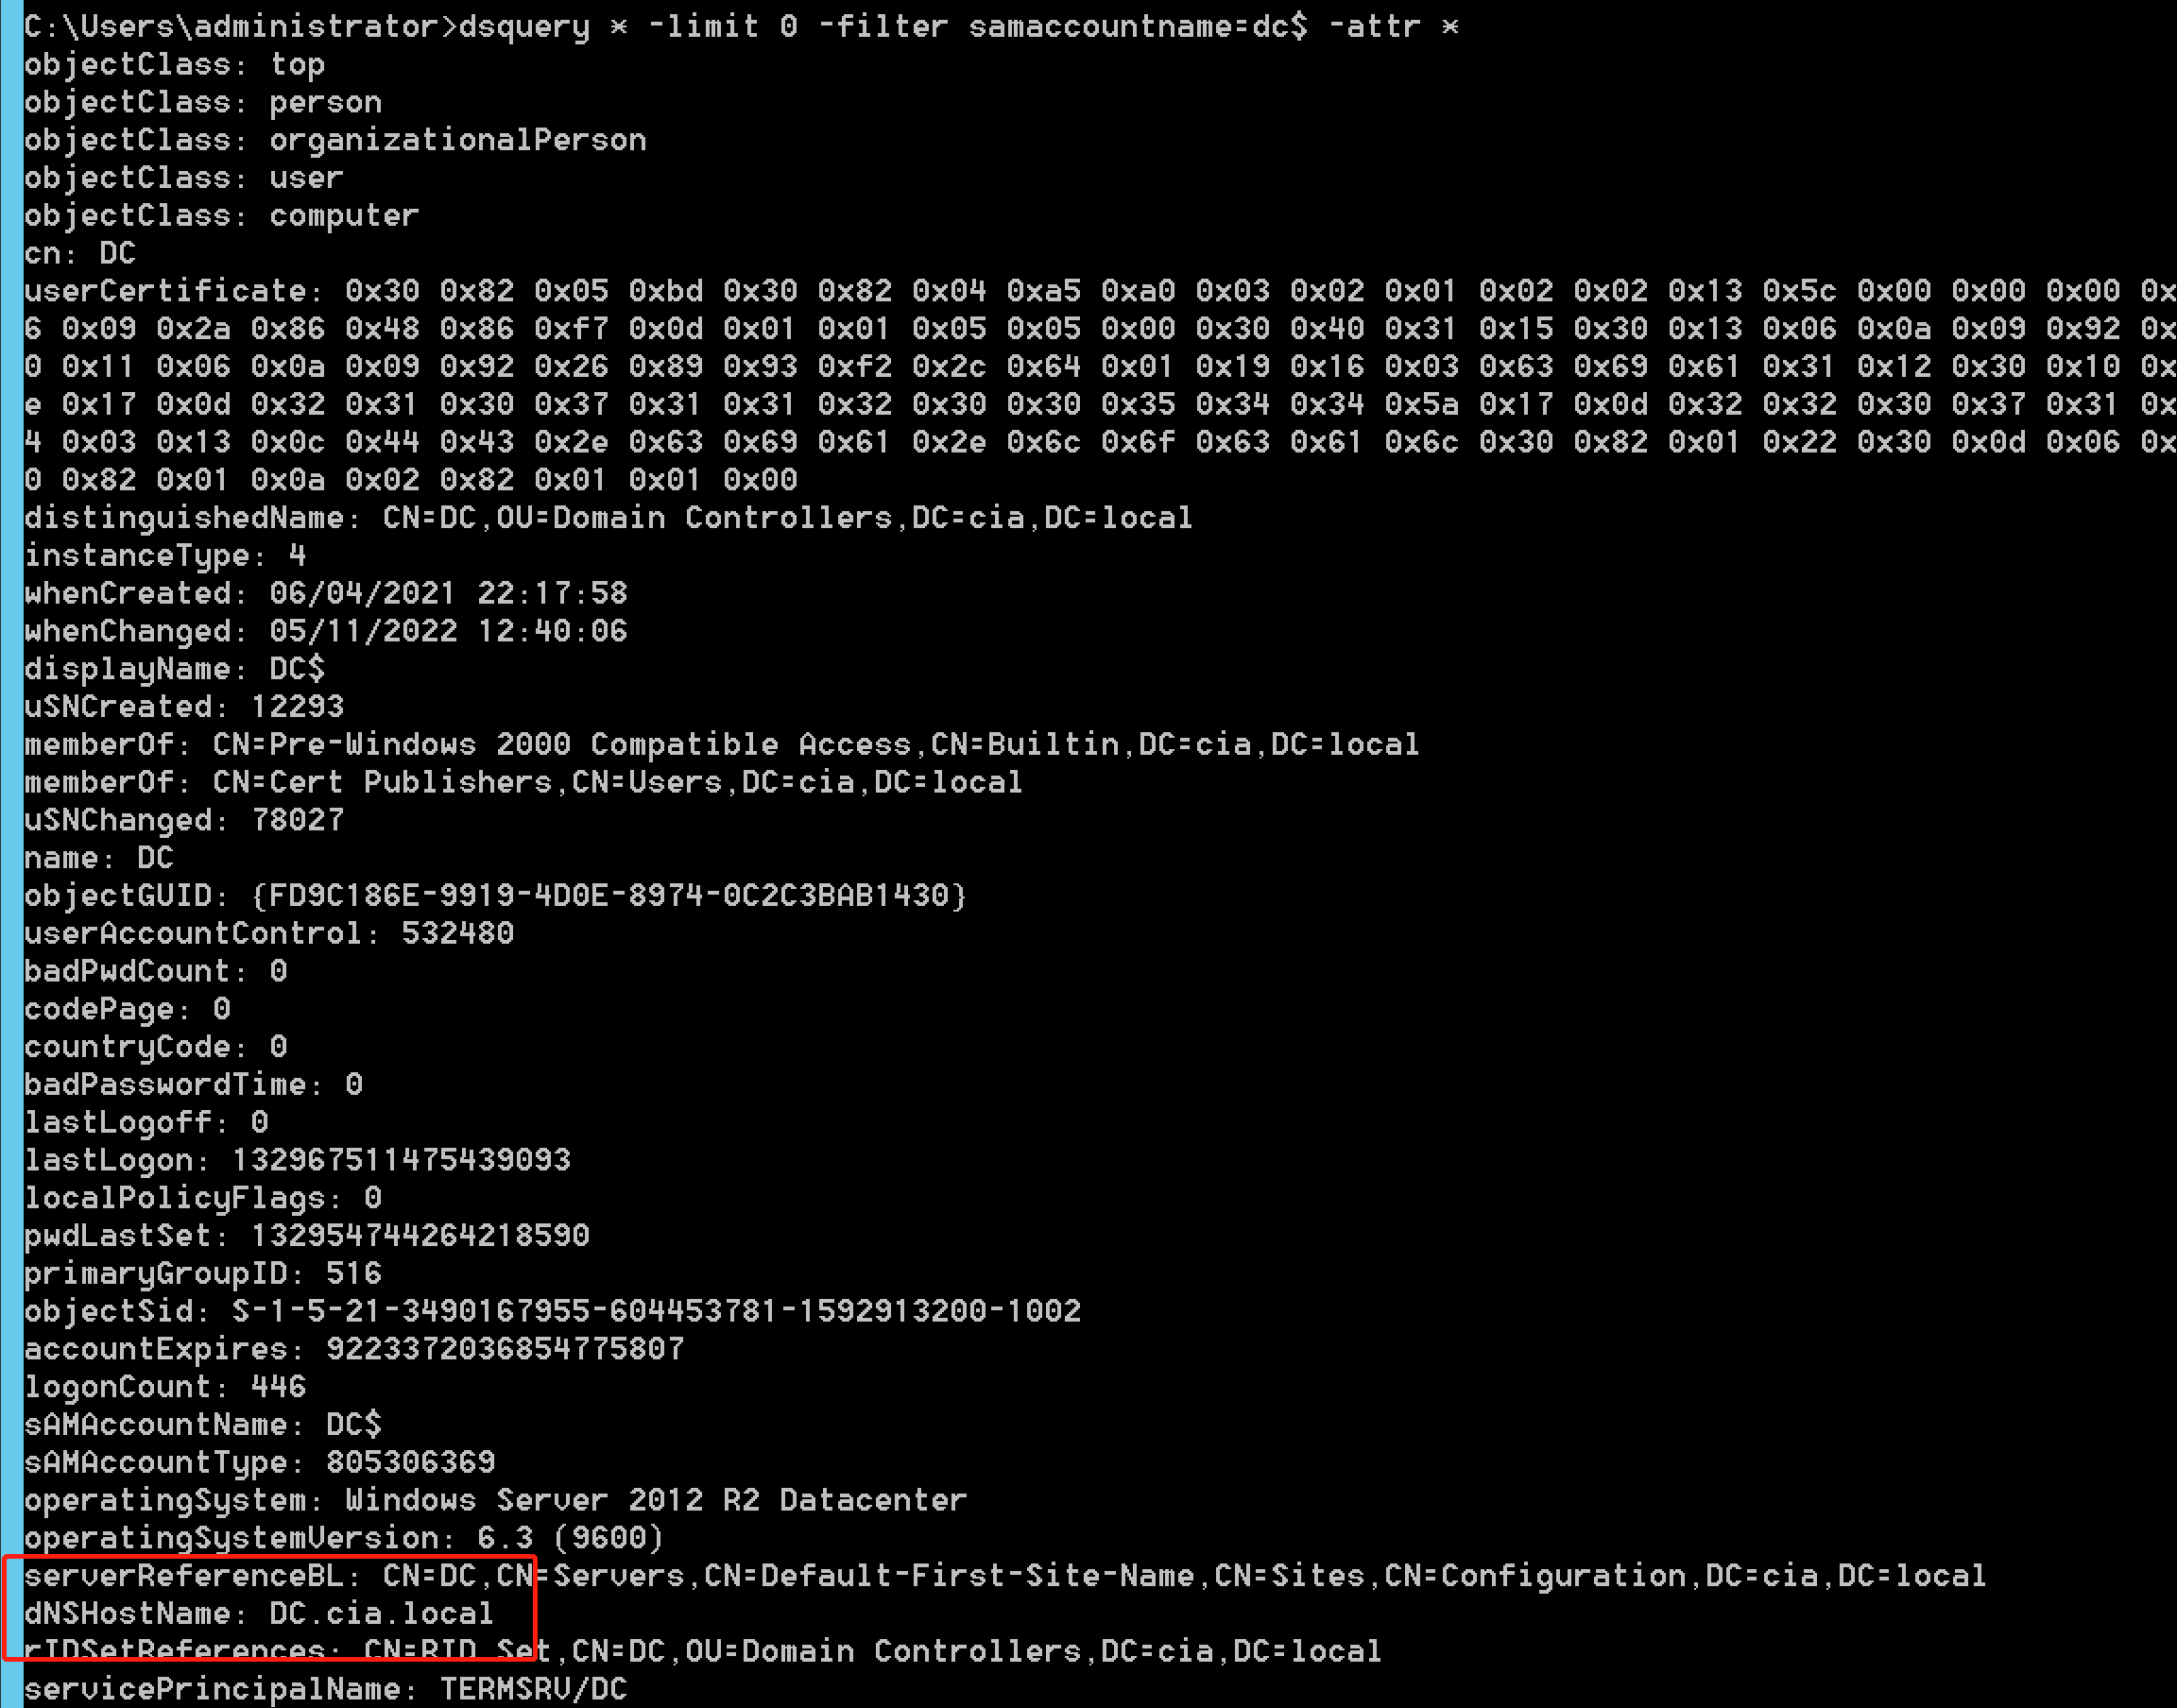 C:\Users\administrator>dsquery * -limit 0 -filter samaccountname=dc$ -attr *
objectClass: top
objectClass: person
objectClass: organizationalPerson
objectClass: user
objectClass: computer
cn: DC
userCertificate: 0x30 0x82 0x05 0xbd 0x30 0x82 0x04 0xa5 0xa0 0x03 0x02 0x01 0x02 0x02 0x13 0x5c 0x00 0x00 0x00 0x
6 0x09 0x2a 0x86 0x48 0x86 0xf7 0x0d 0x01 0x01 0x05 0x05 0x00 0x30 0x40 0x31 0x15 0x30 0x13 0x06 0x0a 0x09 0x92 0x
0 0x11 0x06 0x0a 0x09 0x92 0x26 0x89 0x93 0xf2 0x2c 0x64 0x01 0x19 0x16 0x03 0x63 0x69 0x61 0x31 0x12 0x30 0x10 0x
e 0x17 0x0d 0x32 0x31 0x30 0x37 0x31 0x31 0x32 0x30 0x30 0x35 0x34 0x34 0x5a 0x17 0x0d 0x32 0x32 0x30 0x37 0x31 0x
4 0x03 0x13 0x0c 0x44 0x43 0x2e 0x63 0x69 0x61 0x2e 0x6c 0x6f 0x63 0x61 0x6c 0x30 0x82 0x01 0x22 0x30 0x0d 0x06 0x
0 0x82 0x01 0x0a 0x02 0x82 0x01 0x01 0x00
distinguishedName: CN=DC,OU=Domain Controllers,DC=cia,DC=local
instanceType: 4
whenCreated: 06/04/2021 22:17:58
whenChanged: 05/11/2022 12:40:06
displayName: DC$
uSNCreated: 12293
memberOf: CN=Pre-Windows 2000 Compatible Access,CN=Builtin,DC=cia,DC=local
memberOf: CN=Cert Publishers,CN=Users,DC=cia,DC=local
uSNChanged: 78027
name: DC
objectGUID: {FD9C186E-9919-4D0E-8974-0C2C3BAB1430}
userAccountControl: 532480
badPwdCount: 0
codePage: 0
countryCode: 0
badPasswordTime: 0
lastLogoff: 0
lastLogon: 132967511475439093
localPolicyFlags: 0
pwdLastSet: 132954744264218590
primaryGroupID: 516
objectSid: S-1-5-21-3490167955-604453781-1592913200-1002
accountExpires: 9223372036854775807
logonCount: 446
sAMAccountName: DC$
sAMAccountType: 805306369
operatingSystem: Windows Server 2012 R2 Datacenter
operatingSystemVersion: 6.3 (9600)
serverReferenceBL: CN=DC,CN=Servers,CN=Default-First-Site-Name,CN=Sites,CN=Configuration,DC=cia,DC=local
dNSHostName: DC.cia.local
rIDSetReferences: CN=RID Set,CN=DC,OU=Domain Controllers,DC=cia,DC=local
servicePrincipalName: TERMSRV/DC